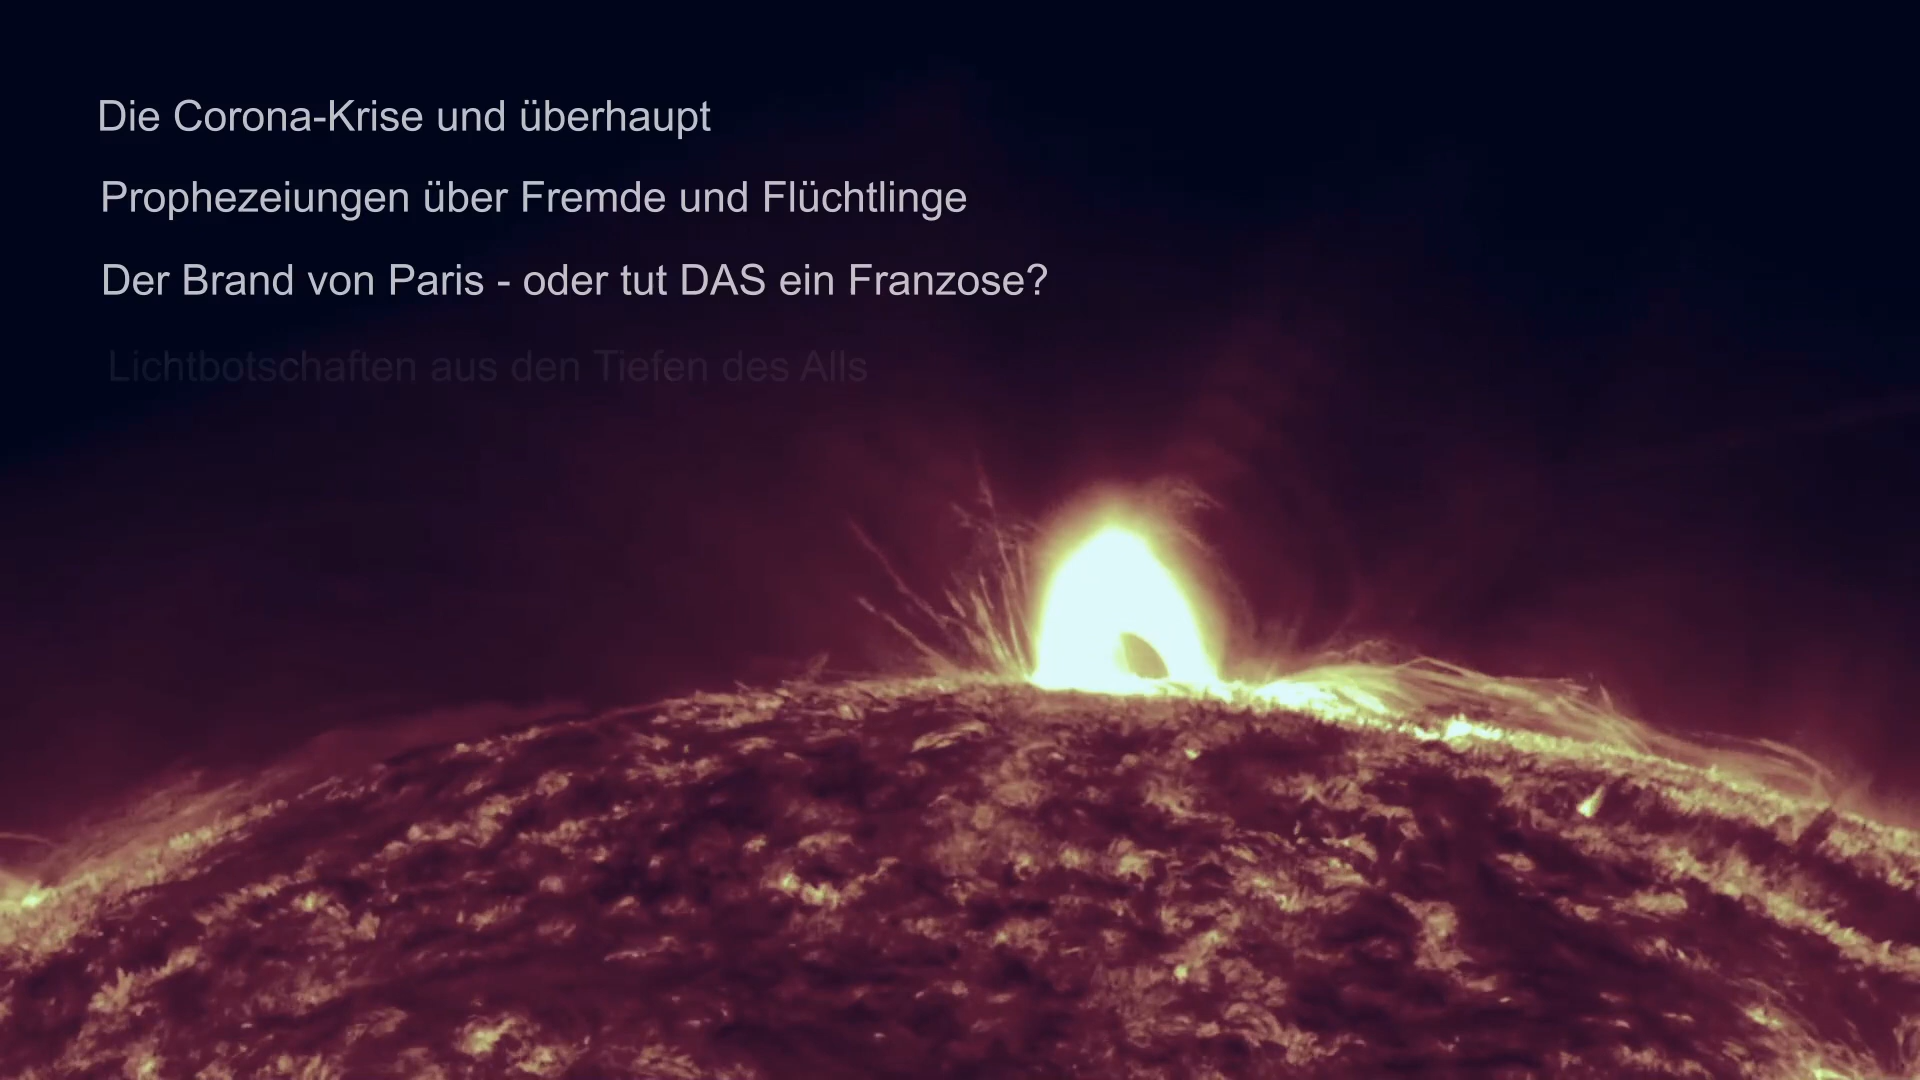 Die Corona-Krise und überhaupt
Prophezeiungen über Fremde und Flüchtlinge
Der Brand von Paris - oder tut DAS ein Franzose?
Lichtbotschaften aus den Tiefen des Alls